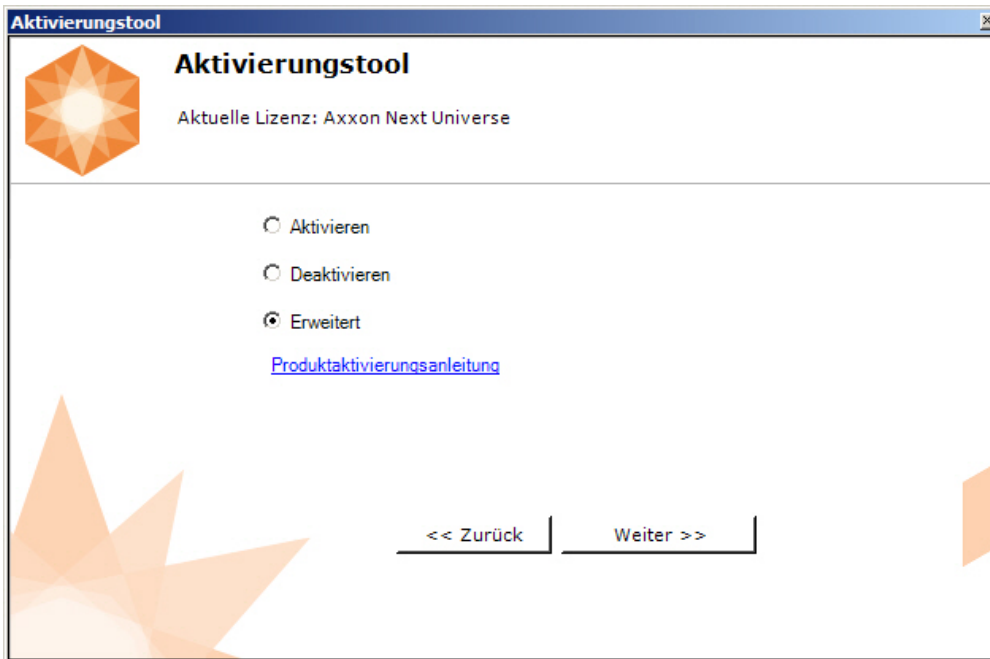 Aktivierungstool
Aktivierungstool
Aktuelle Lizenz: Axxon Next Universe
Aktivieren
Deaktivieren
Erweitert
Produktaktivierungsanleitung
<< Zurück
Weiter >>